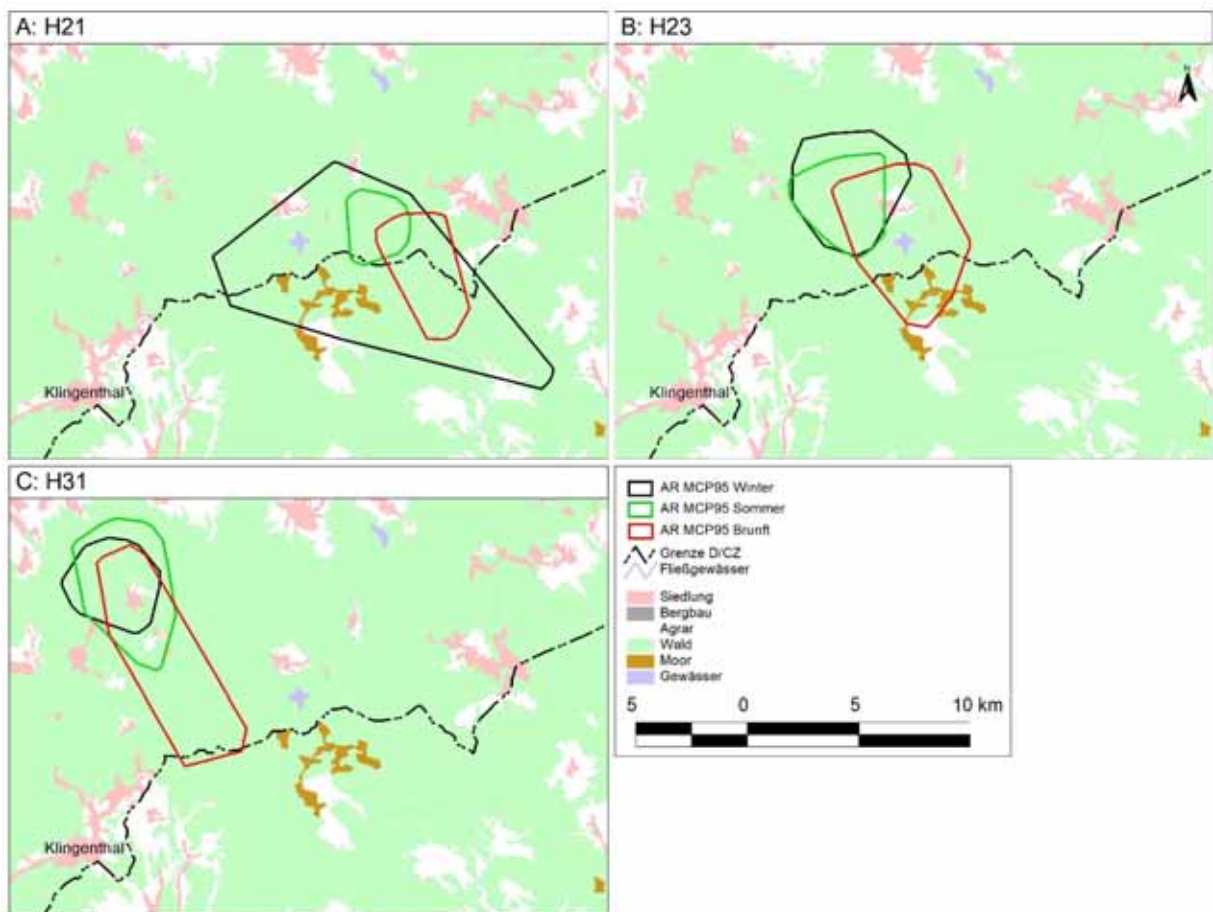 A: H21
B: H23
N
Klingenthal
Klingenthal
C: H31
Klingenthal
AR MCP95 Winter
AR MCP95 Sommer
AR MCP95 Brunft
Grenze D/CZ
Fließgewässer
Siedlung
Bergbau
Agrar
Wald
Moor
Gewässer
5 0 5 10 km